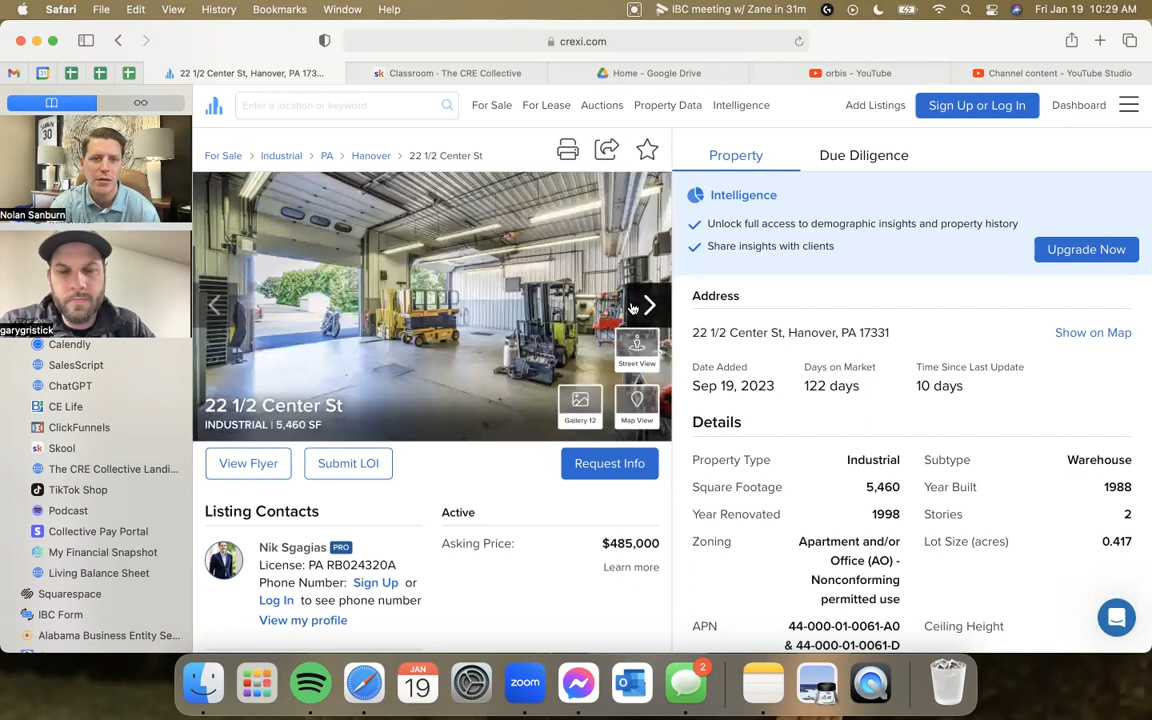 Safari File Edit View History Bookmarks Window Help IBC meeting w/ Zane in 31m Fri Jan 19 10:29 AM
crexi.com
22 1/2 Center St, Hanover, PA 173... sk Classroom - The CRE Collective Home - Google Drive orbis - YouTube Channel content - YouTube Studio
Enter a location or keyword For Sale For Lease Auctions Property Data Intelligence Add Listings Sign Up or Log In Dashboard
30
Nolan Sanburn
garygristick
Calendly
SalesScript
ChatGPT
CE Life
ClickFunnels
sk Skool
The CRE Collective Landi...
TikTok Shop
Podcast
Collective Pay Portal
My Financial Snapshot
Living Balance Sheet
Squarespace
IBC Form
Alabama Business Entity Se...
For Sale > Industrial > PA > Hanover > 22 1/2 Center St
Street View
Gallery 12
Map View
22 1/2 Center St
INDUSTRIAL | 5,460 SF
View Flyer Submit LOI Request Info
Listing Contacts
Nik Sgagias PRO
License: PA RB024320A
Phone Number: Sign Up or
Log In to see phone number
View my profile
Active
Asking Price: $485,000
Learn more
Property Due Diligence
Intelligence
Unlock full access to demographic insights and property history
Share insights with clients
Upgrade Now
Address
22 1/2 Center St, Hanover, PA 17331 Show on Map
Date Added Days on Market Time Since Last Update
Sep 19, 2023 122 days 10 days
Details
Property Type Industrial Subtype Warehouse
Square Footage 5,460 Year Built 1988
Year Renovated 1998 Stories 2
Zoning Apartment and/or Lot Size (acres) 0.417
Office (AO) -
Nonconforming
permitted use
APN 44-000-01-0061-A0 Ceiling Height
& 44-000-01-0061-D
JAN
19
zoom
2